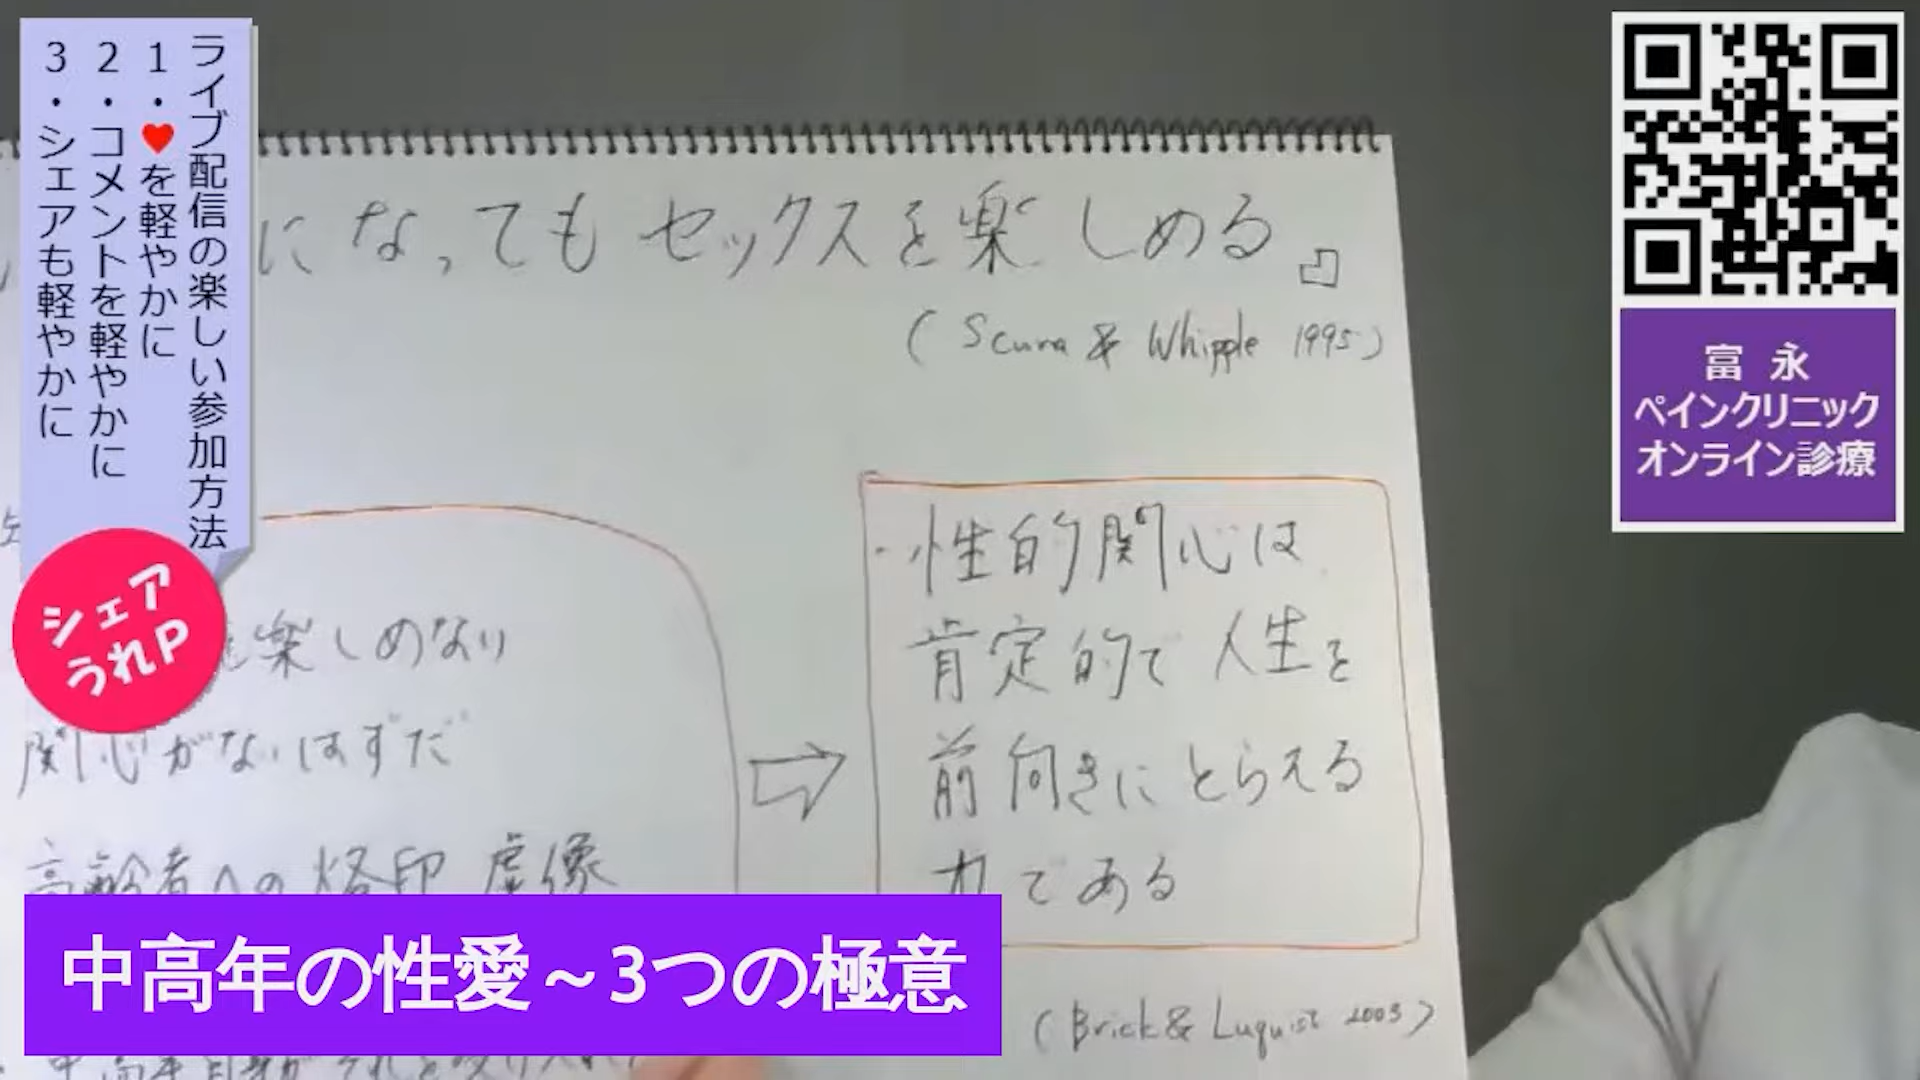 ライブ配信の楽しい参加方法
1・♥を軽やかに
2・コメントを軽やかに
3・シェアも軽やかに
シェア
うれP
になってもセックスを楽しめる』
(Scura & Whipple 1995)
富永
ペインクリニック
オンライン診療
楽しめない
関心がないはずだ
高齢者への烙印 虚像
・性的関心は
肯定的で人生を
前向きにとらえる
力である
(Brick & Luquist 2003)
中高年の性愛～3つの極意